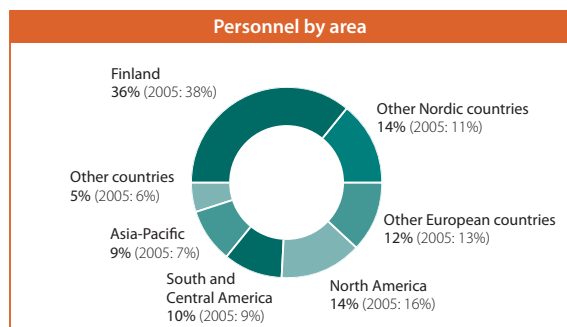 Personnel by area
Finland
36% (2005: 38%)
Other Nordic countries
14% (2005: 11%)
Other countries
5% (2005: 6%)
Other European countries
12% (2005: 13%)
Asia-Pacific
9% (2005: 7%)
South and
Central America
10% (2005: 9%)
North America
14% (2005: 16%)